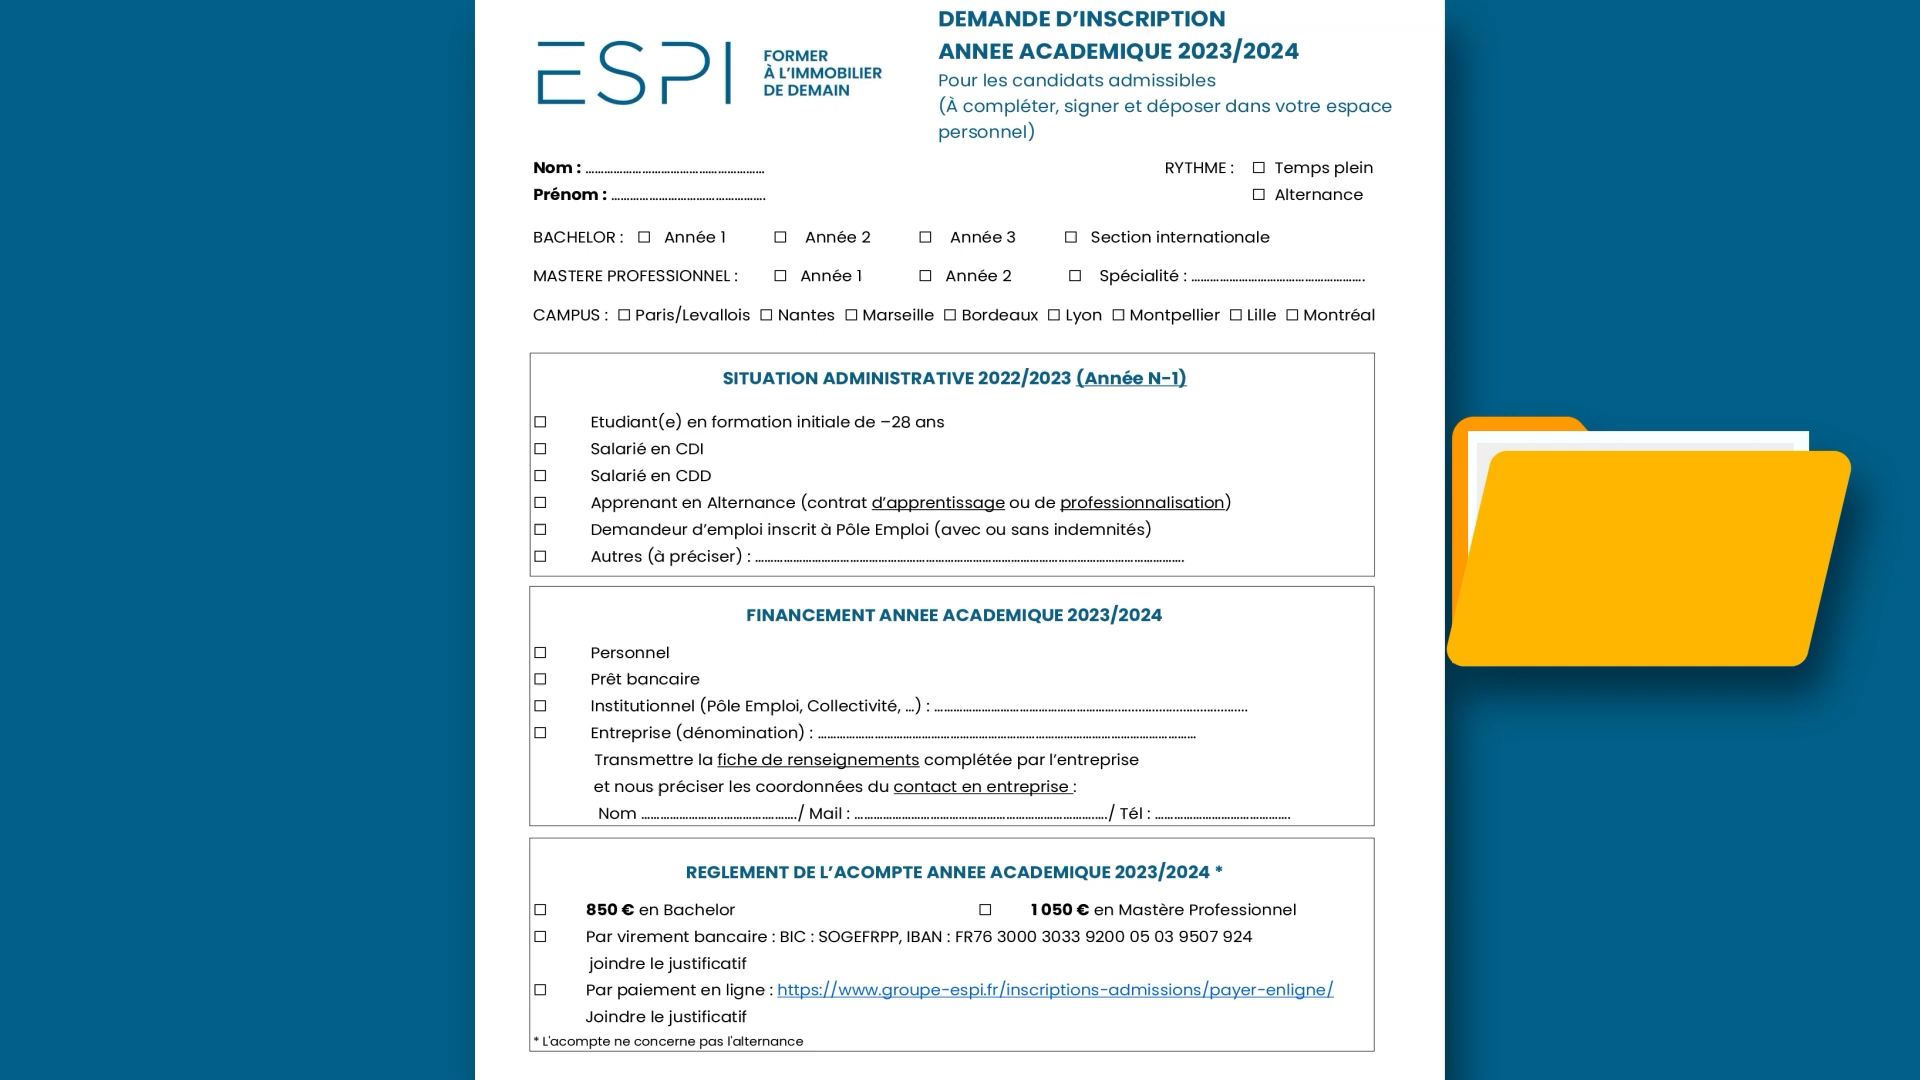 ESPI
FORMER
À L’IMMOBILIER
DE DEMAIN
DEMANDE D’INSCRIPTION
ANNEE ACADEMIQUE 2023/2024
Pour les candidats admissibles
(À compléter, signer et déposer dans votre espace
personnel)
Nom : ........................................................
RYTHME : ☐ Temps plein
Prénom : ................................................
☐ Alternance
BACHELOR : ☐ Année 1 ☐ Année 2 ☐ Année 3 ☐ Section internationale
MASTERE PROFESSIONNEL : ☐ Année 1 ☐ Année 2 ☐ Spécialité : ......................................................
CAMPUS : ☐ Paris/Levallois ☐ Nantes ☐ Marseille ☐ Bordeaux ☐ Lyon ☐ Montpellier ☐ Lille ☐ Montréal
SITUATION ADMINISTRATIVE 2022/2023 (Année N-1)
☐ Etudiant(e) en formation initiale de –28 ans
☐ Salarié en CDI
☐ Salarié en CDD
☐ Apprenant en Alternance (contrat d’apprentissage ou de professionnalisation)
☐ Demandeur d’emploi inscrit à Pôle Emploi (avec ou sans indemnités)
☐ Autres (à préciser) : ................................................................................
FINANCEMENT ANNEE ACADEMIQUE 2023/2024
☐ Personnel
☐ Prêt bancaire
☐ Institutionnel (Pôle Emploi, Collectivité, …) : ............................................................
☐ Entreprise (dénomination) : ......................................................................
Transmettre la fiche de renseignements complétée par l’entreprise
et nous préciser les coordonnées du contact en entreprise :
Nom ................................/ Mail : ................................................/ Tél : ............................
REGLEMENT DE L’ACOMPTE ANNEE ACADEMIQUE 2023/2024 *
☐ 850 € en Bachelor ☐ 1 050 € en Mastère Professionnel
☐ Par virement bancaire : BIC : SOGEFRPP, IBAN : FR76 3000 3033 9200 05 03 9507 924
joindre le justificatif
☐ Par paiement en ligne : https://www.groupe-espi.fr/inscriptions-admissions/payer-enligne/
Joindre le justificatif
* L'acompte ne concerne pas l'alternance